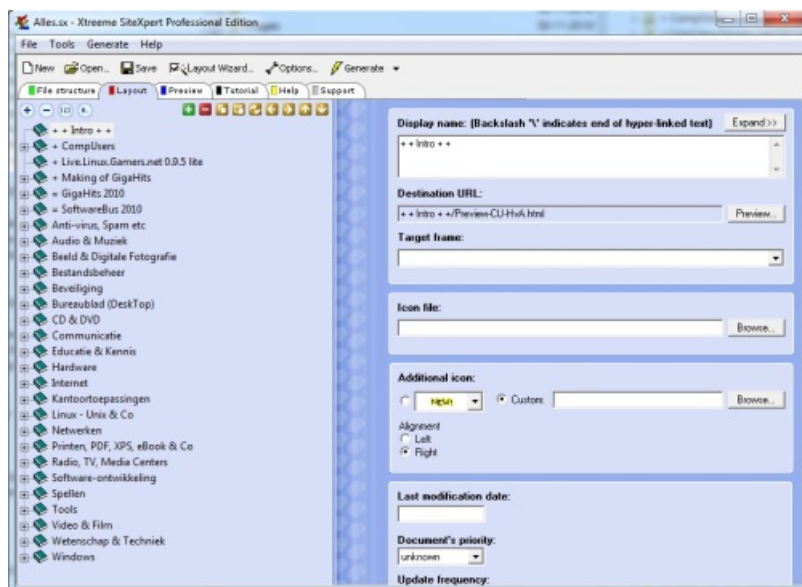 Alles.sx - Xtreeme SiteXpert Professional Edition
File Tools Generate Help
New Open... Save Layout Wizard... Options... Generate
File structure Layout Preview Tutorial Help Support
+ + Intro + +
+ CompUsers
+ Live.Linux.Gamers.net 0.9.5 lite
+ Making of GigaHits
= GigaHits 2010
= SoftwareBus 2010
Anti-virus, Spam etc
Audio & Muziek
Beeld & Digitale Fotografie
Bestandsbeheer
Beveiliging
Bureaublad (DeskTop)
CD & DVD
Communicatie
Educatie & Kennis
Hardware
Internet
Kantoortoepassingen
Linux - Unix & Co
Netwerken
Printen, PDF, XPS, eBook & Co
Radio, TV, Media Centers
Software-ontwikkeling
Spellen
Tools
Video & Film
Wetenschap & Techniek
Windows
Display name: (Backslash '\' indicates end of hyper-linked text) Expand >>
+ + Intro + +
Destination URL:
+ + Intro + +/Preview-CU-HvA.html Preview...
Target frame:
Icon file:
Browse...
Additional icon:
NEW! Custom: Browse...
Alignment
Left
Right
Last modification date:
Document's priority:
unknown
Update frequency: